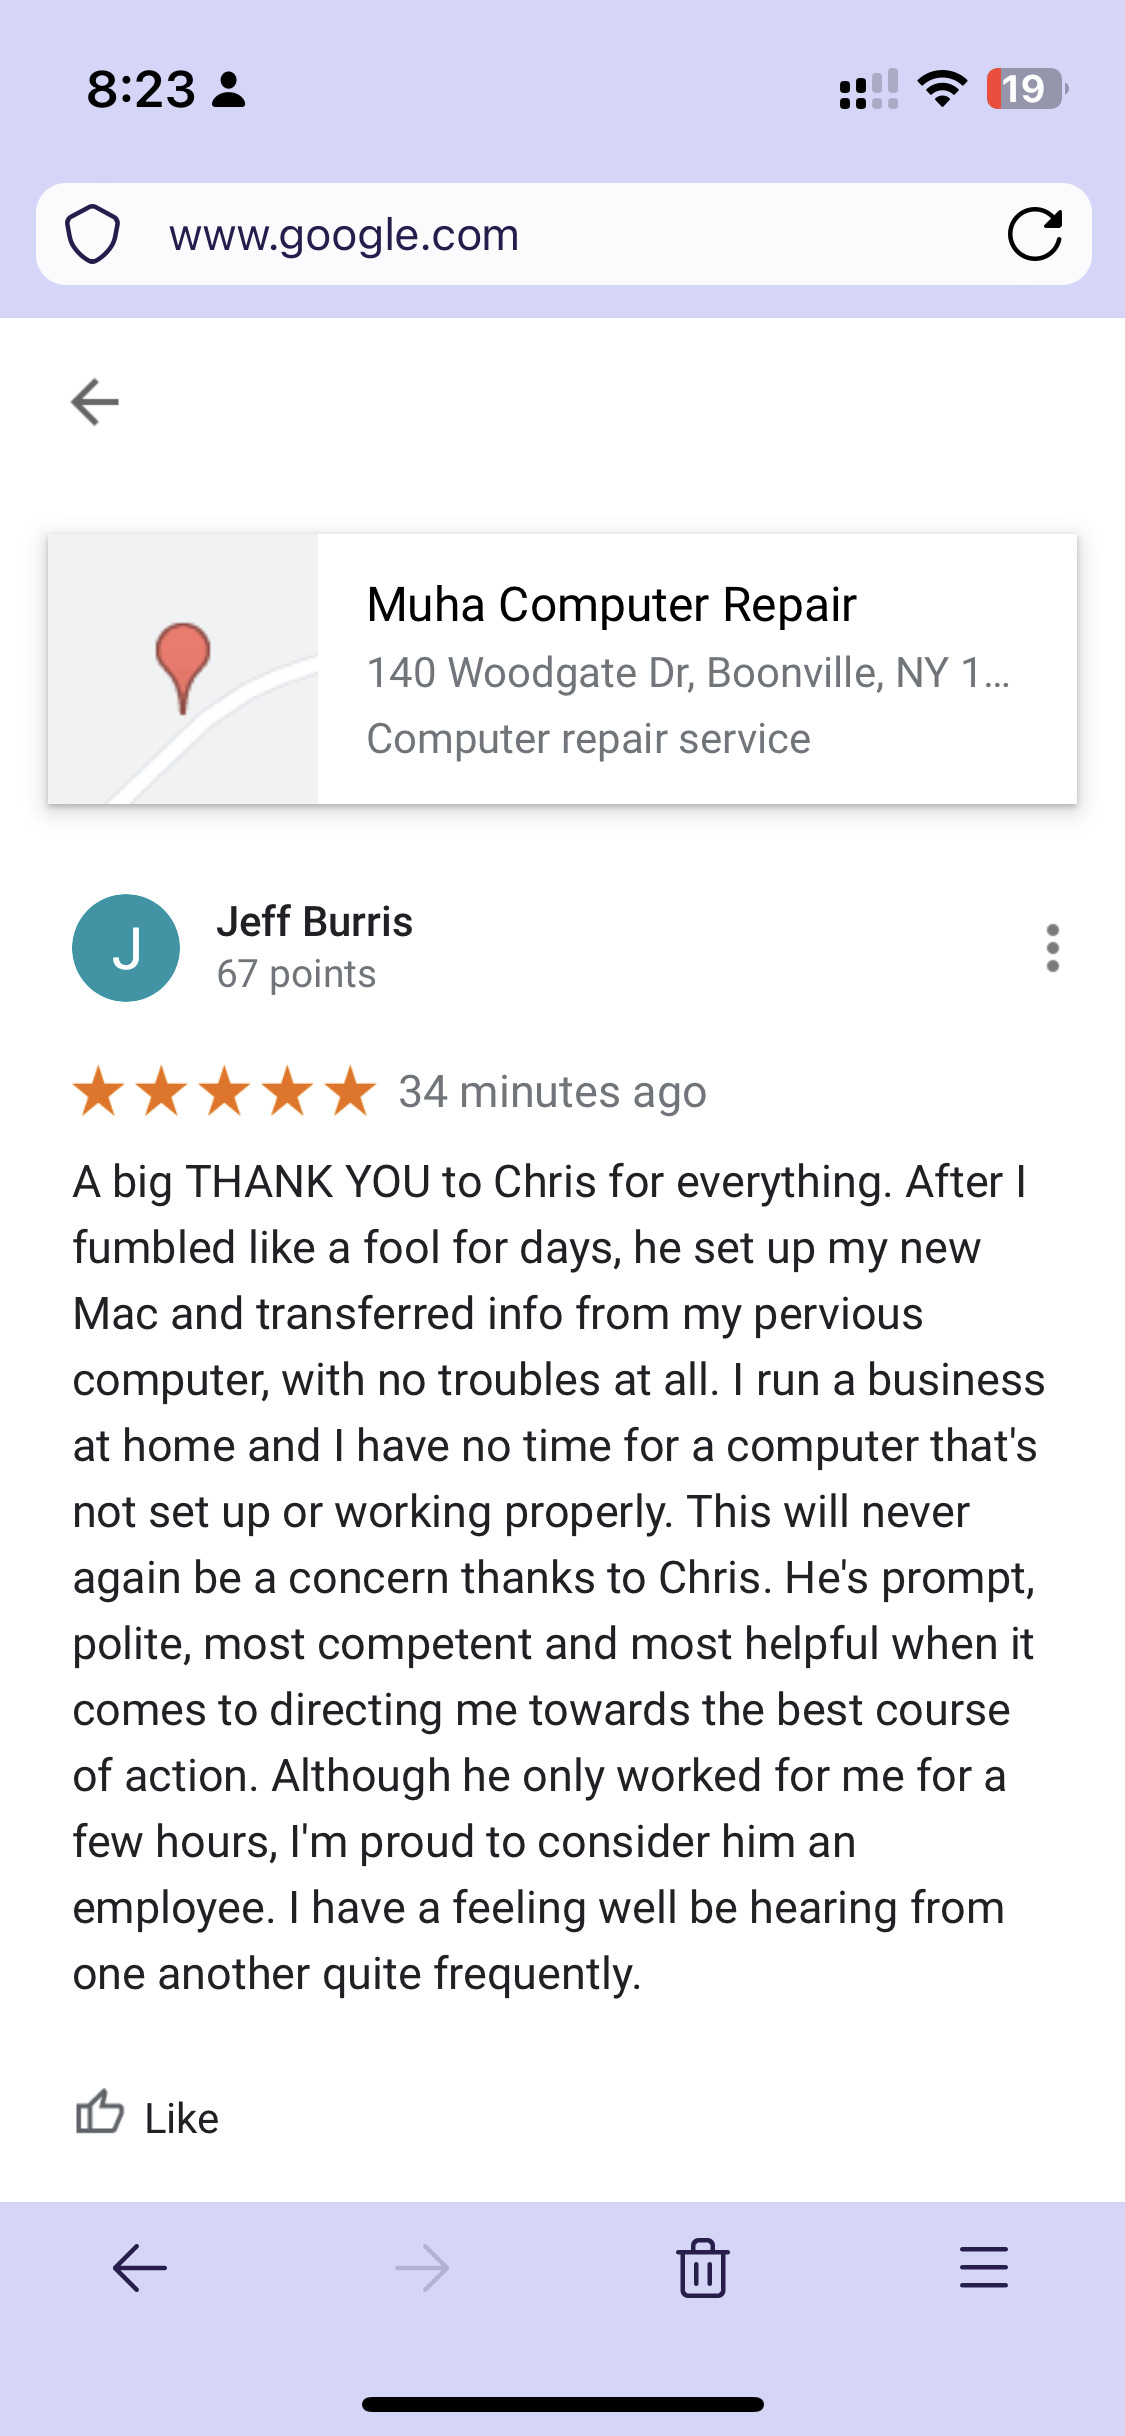 8:23
19
www.google.com
Muha Computer Repair
140 Woodgate Dr, Boonville, NY 1...
Computer repair service
J
Jeff Burris
67 points
34 minutes ago
A big THANK YOU to Chris for everything. After I
fumbled like a fool for days, he set up my new
Mac and transferred info from my pervious
computer, with no troubles at all. I run a business
at home and I have no time for a computer that's
not set up or working properly. This will never
again be a concern thanks to Chris. He's prompt,
polite, most competent and most helpful when it
comes to directing me towards the best course
of action. Although he only worked for me for a
few hours, I'm proud to consider him an
employee. I have a feeling well be hearing from
one another quite frequently.
Like